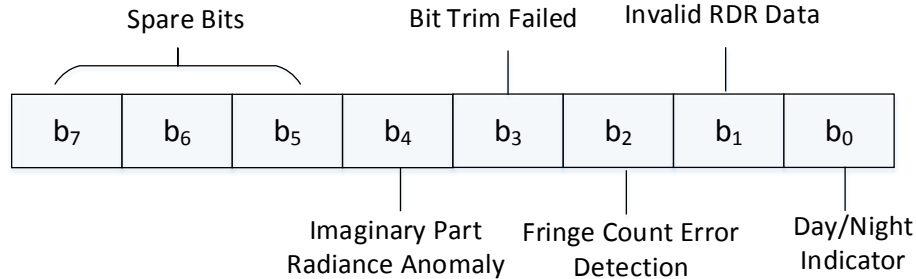 Spare Bits
Bit Trim Failed
Invalid RDR Data
b₇ b₆ b₅ b₄ b₃ b₂ b₁ b₀
Imaginary Part
Radiance Anomaly
Fringe Count Error
Detection
Day/Night
Indicator